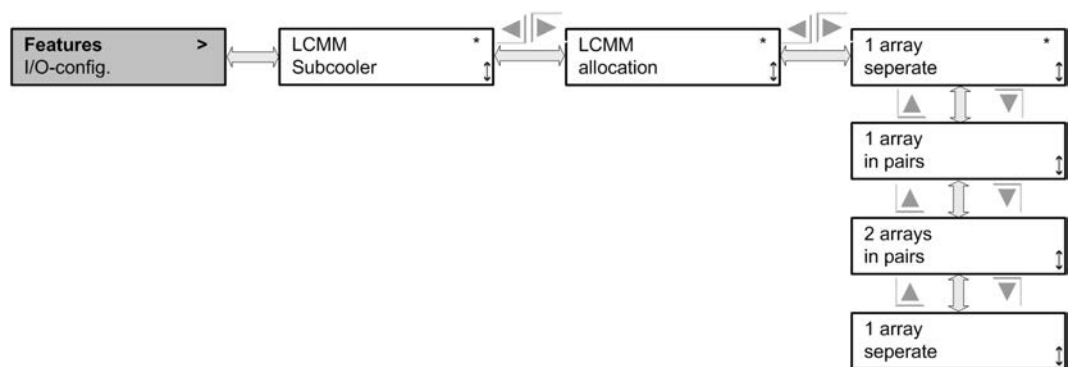 Features >
I/O-config.
LCMM *
Subcooler
LCMM *
allocation
1 array *
seperate
1 array
in pairs
2 arrays
in pairs
1 array
seperate